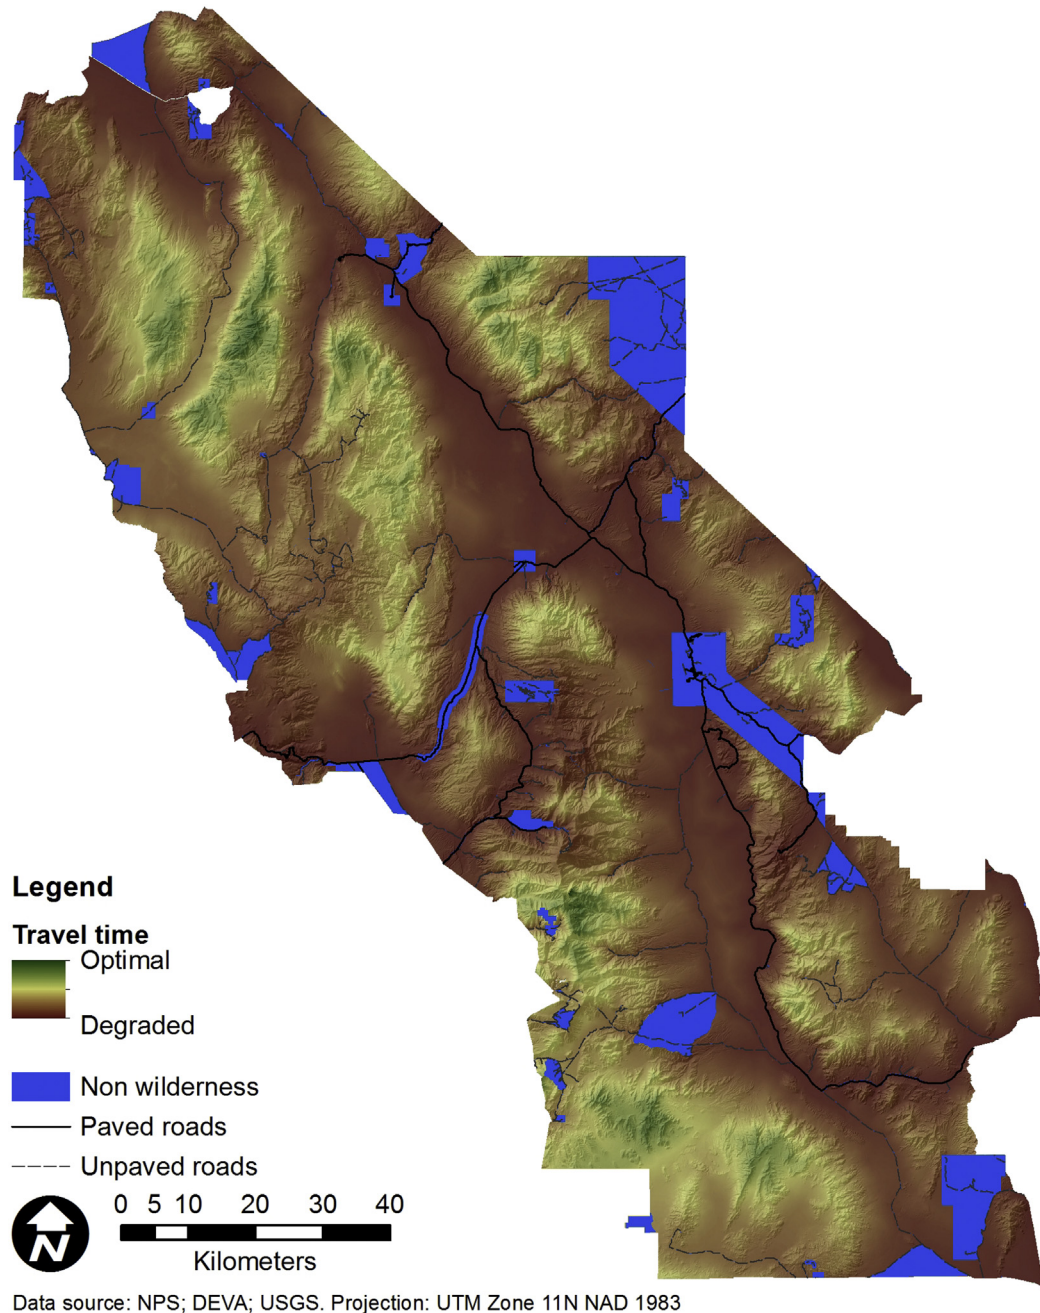 Legend
Travel time
Optimal
Degraded
Non wilderness
Paved roads
Unpaved roads
N
0 5 10 20 30 40
Kilometers
Data source: NPS; DEVA; USGS. Projection: UTM Zone 11N NAD 1983